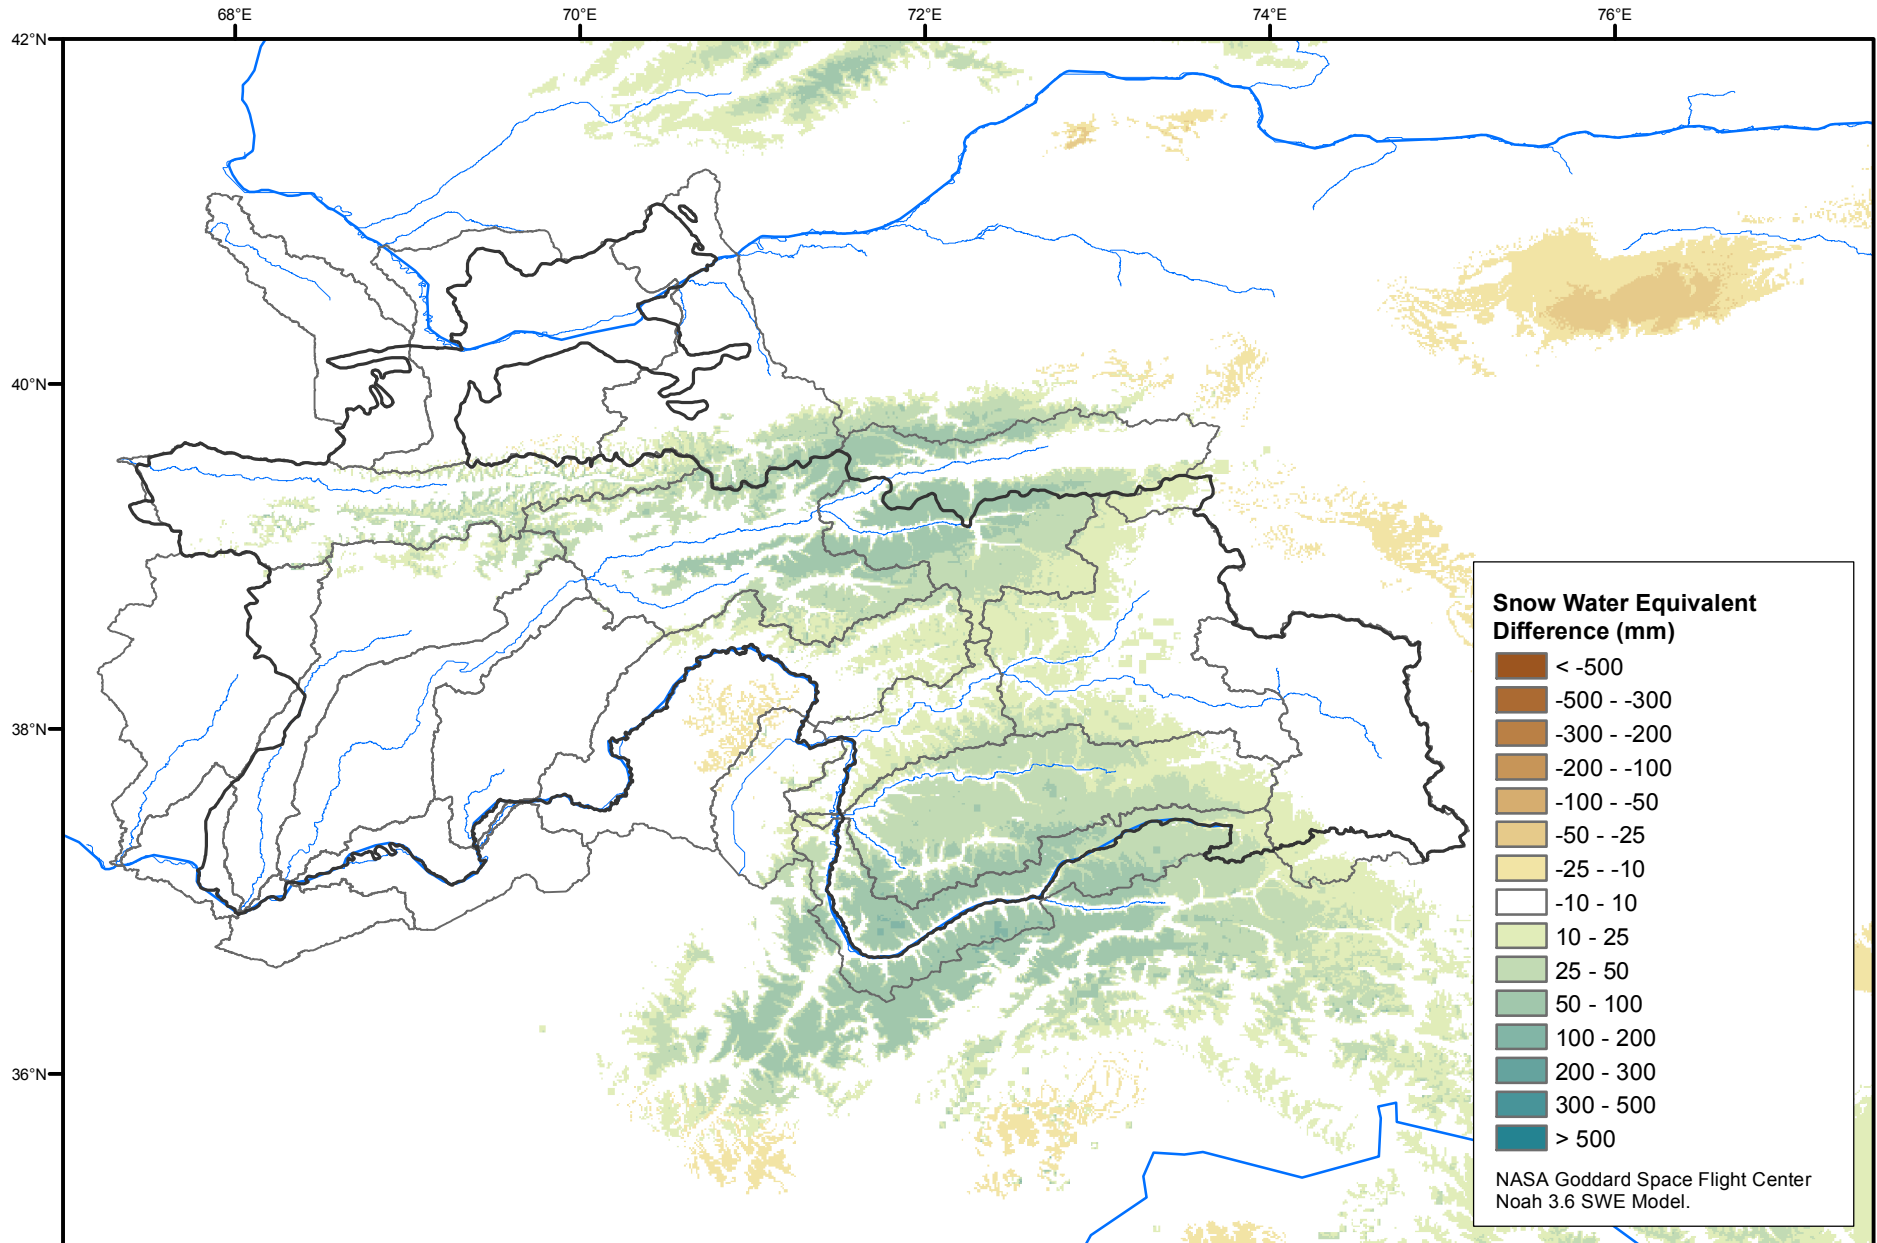 68°E
70°E
72°E
74°E
76°E
42°N
40°N
38°N
36°N
Snow Water Equivalent
Difference (mm)
< -500
-500 - -300
-300 - -200
-200 - -100
-100 - -50
-50 - -25
-25 - -10
-10 - 10
10 - 25
25 - 50
50 - 100
100 - 200
200 - 300
300 - 500
> 500
NASA Goddard Space Flight Center
Noah 3.6 SWE Model.